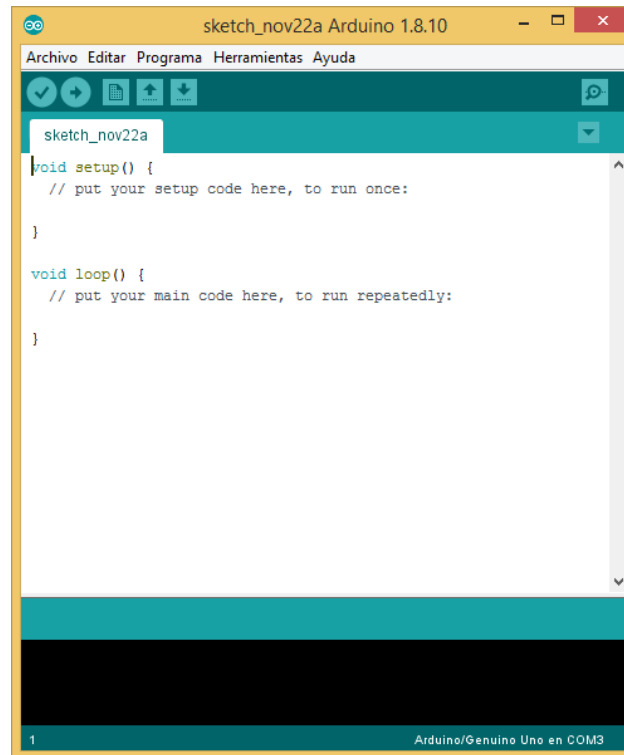 sketch_nov22a Arduino 1.8.10
Archivo Editar Programa Herramientas Ayuda
sketch_nov22a
void setup() {
  // put your setup code here, to run once:
}
void loop() {
  // put your main code here, to run repeatedly:
}
1 Arduino/Genuino Uno en COM3